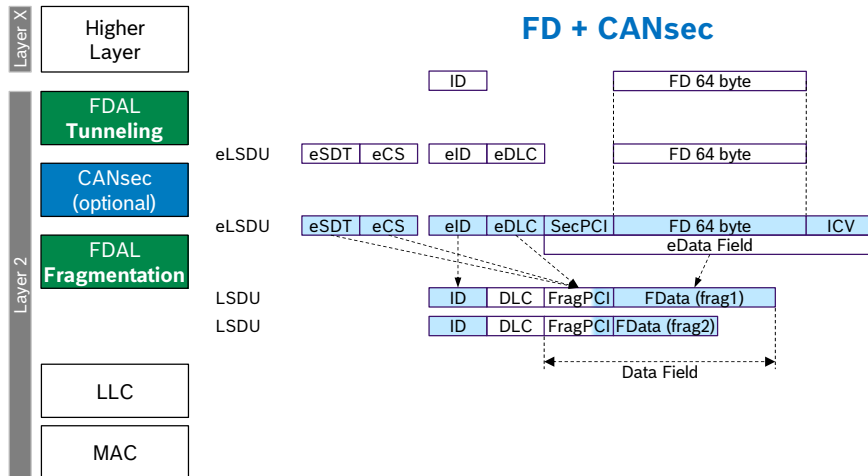 FD + CANsec
Layer X
Higher
Layer
ID
FD 64 byte
Layer 2
FDAL
Tunneling
eLSDU
eSDT
eCS
eID
eDLC
FD 64 byte
CANsec
(optional)
eLSDU
eSDT
eCS
eID
eDLC
SecPCI
FD 64 byte
ICV
eData Field
FDAL
Fragmentation
LSDU
ID
DLC
FragPCI
FData (frag1)
LSDU
ID
DLC
FragPCI
FData (frag2)
Data Field
LLC
MAC